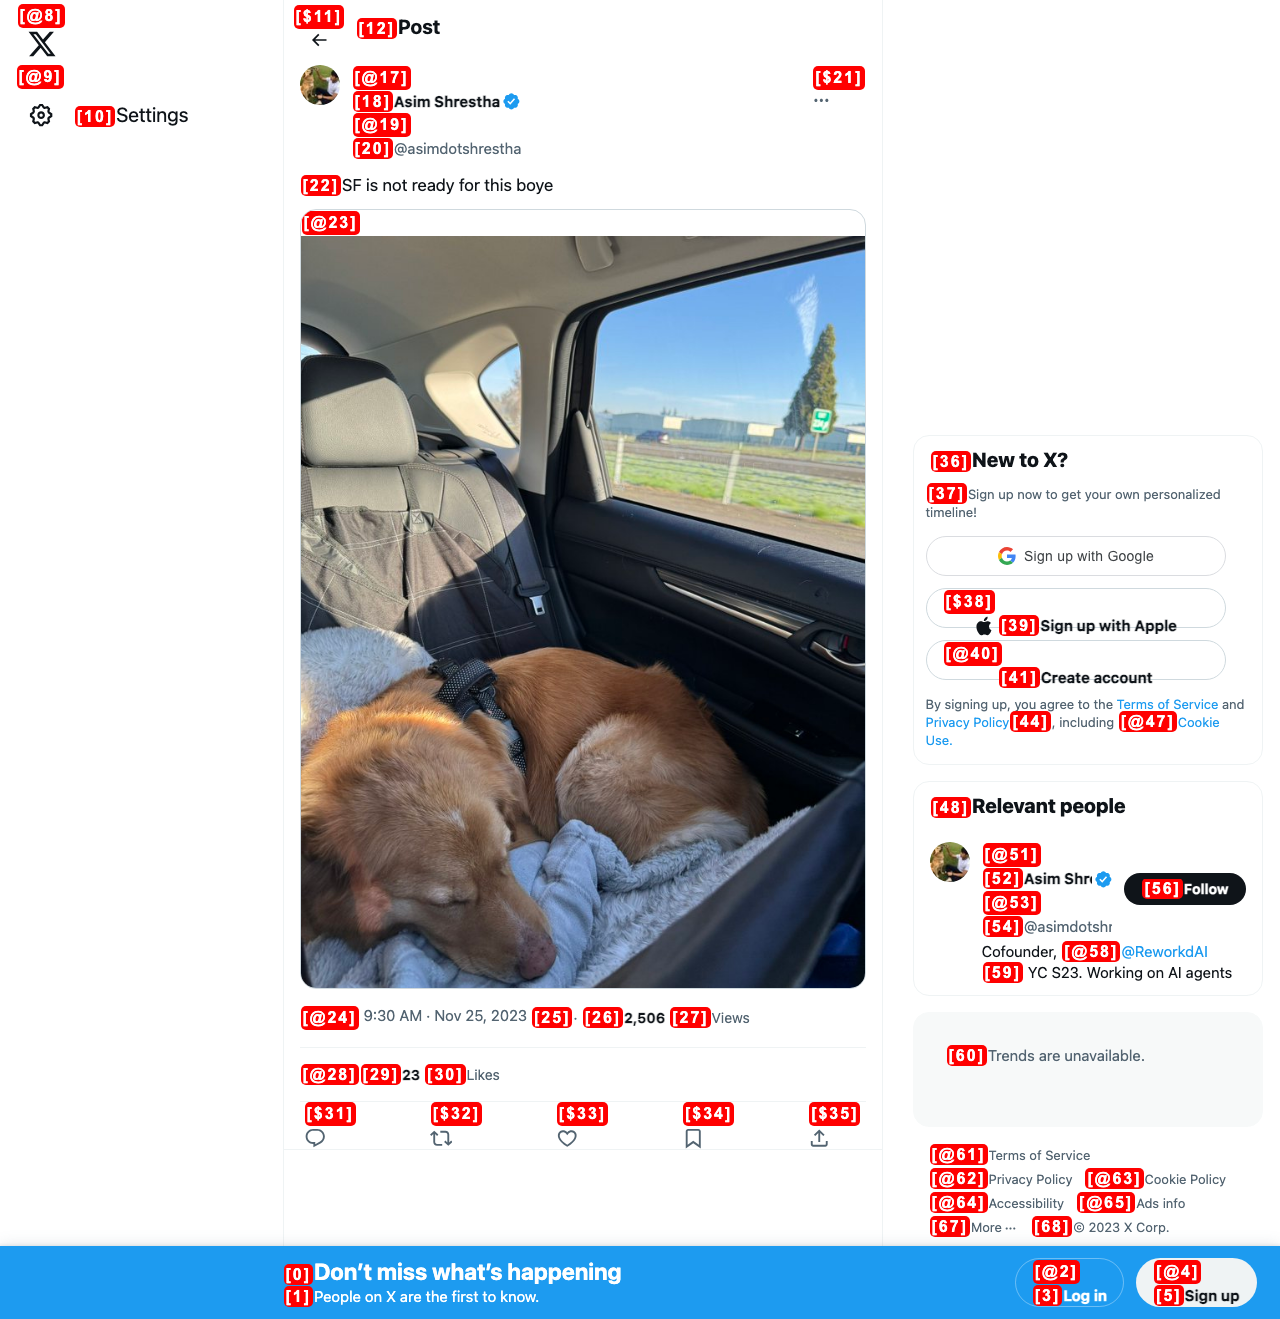 [@8]
[@9]
[10]Settings
[$11]
[12]Post
[@17]
[18]Asim Shrestha
[@19]
[20]@asimdotshrestha
[$21]
[22]SF is not ready for this boye
[@23]
[@24] 9:30 AM · Nov 25, 2023 [25]· [26]2,506 [27]Views
[@28][29]23 [30]Likes
[$31] [$32] [$33] [$34] [$35]
[36]New to X?
[37]Sign up now to get your own personalized
timeline!
Sign up with Google
[$38]
[39]Sign up with Apple
[@40]
[41]Create account
By signing up, you agree to the Terms of Service and
Privacy Policy[44], including [@47]Cookie
Use.
[48]Relevant people
[@51]
[52]Asim Shr
[@53]
[54]@asimdotshr
[56]Follow
Cofounder, [@58]@ReworkdAI
[59] YC S23. Working on AI agents
[60]Trends are unavailable.
[@61]Terms of Service
[@62]Privacy Policy [@63]Cookie Policy
[@64]Accessibility [@65]Ads info
[67]More ··· [68]© 2023 X Corp.
[0]Don’t miss what’s happening
[1]People on X are the first to know.
[@2]
[3]Log in
[@4]
[5]Sign up